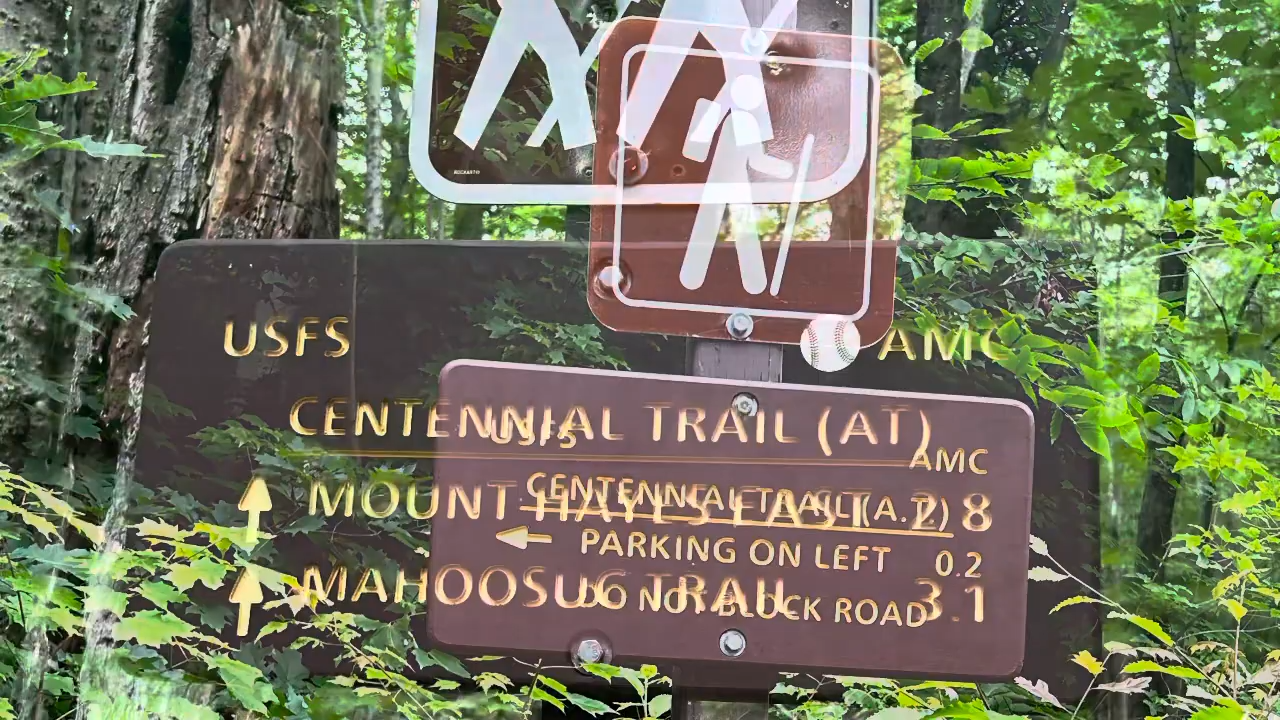 USFS AMC
CENTENNIAL TRAIL (AT)
MOUNT HAYES EAST 2.8
MAHOOSUC TRAIL 3.1
USFS
AMC
CENTENNIAL TRAIL (A.T.)
PARKING ON LEFT 0.2
DO NOT BLOCK ROAD